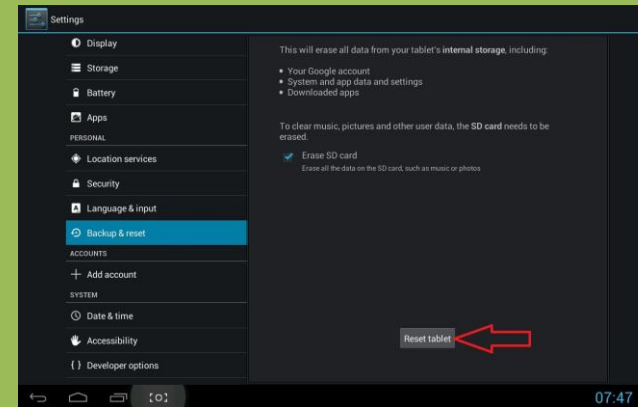 Settings
Display
Storage
Battery
Apps
PERSONAL
Location services
Security
Language & input
Backup & reset
ACCOUNTS
Add account
SYSTEM
Date & time
Accessibility
{ } Developer options
This will erase all data from your tablet's internal storage, including:
• Your Google account
• System and app data and settings
• Downloaded apps
To clear music, pictures and other user data, the SD card needs to be
erased.
Erase SD card
Erase all the data on the SD card, such as music or photos
Reset tablet
07:47